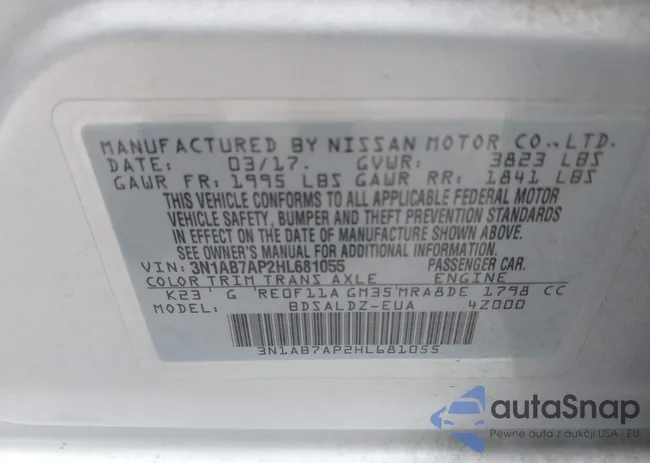 MANUFACTURED BY NISSAN MOTOR CO., LTD.
DATE: 03/17. GVWR: 3823 LBS
GAWR FR: 1995 LBS GAWR RR: 1841 LBS
THIS VEHICLE CONFORMS TO ALL APPLICABLE FEDERAL MOTOR
VEHICLE SAFETY, BUMPER AND THEFT PREVENTION STANDARDS
IN EFFECT ON THE DATE OF MANUFACTURE SHOWN ABOVE.
SEE OWNER'S MANUAL FOR ADDITIONAL INFORMATION
VIN: 3N1AB7AP2HL681055 PASSENGER CAR.
COLOR TRIM TRANS AXLE ENGINE
K23 G RE0F11A GM35 MRA8DE 1798 CC
MODEL: BDSALDZ-EUA 4Z000
3N1AB7AP2HL681055
autaSnap
Pewne auta z aukcji USA - EU